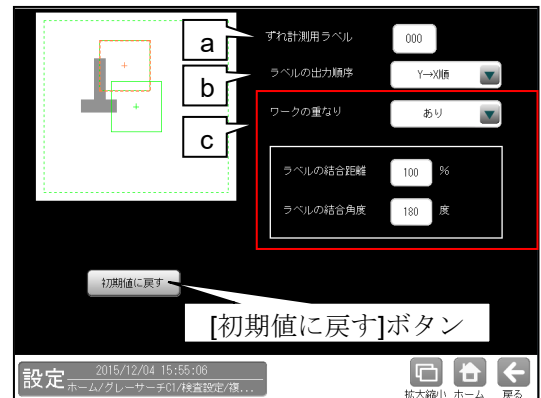 a
ずれ計測用ラベル
000
b
ラベルの出力順序
Y→X順
c
ワークの重なり
あり
ラベルの結合距離
100
%
ラベルの結合角度
180
度
初期値に戻す
[初期値に戻す]ボタン
設定
2015/12/04 15:55:06
ホーム/グレーサーチC1/検査設定/複...
拡大縮小
ホーム
戻る